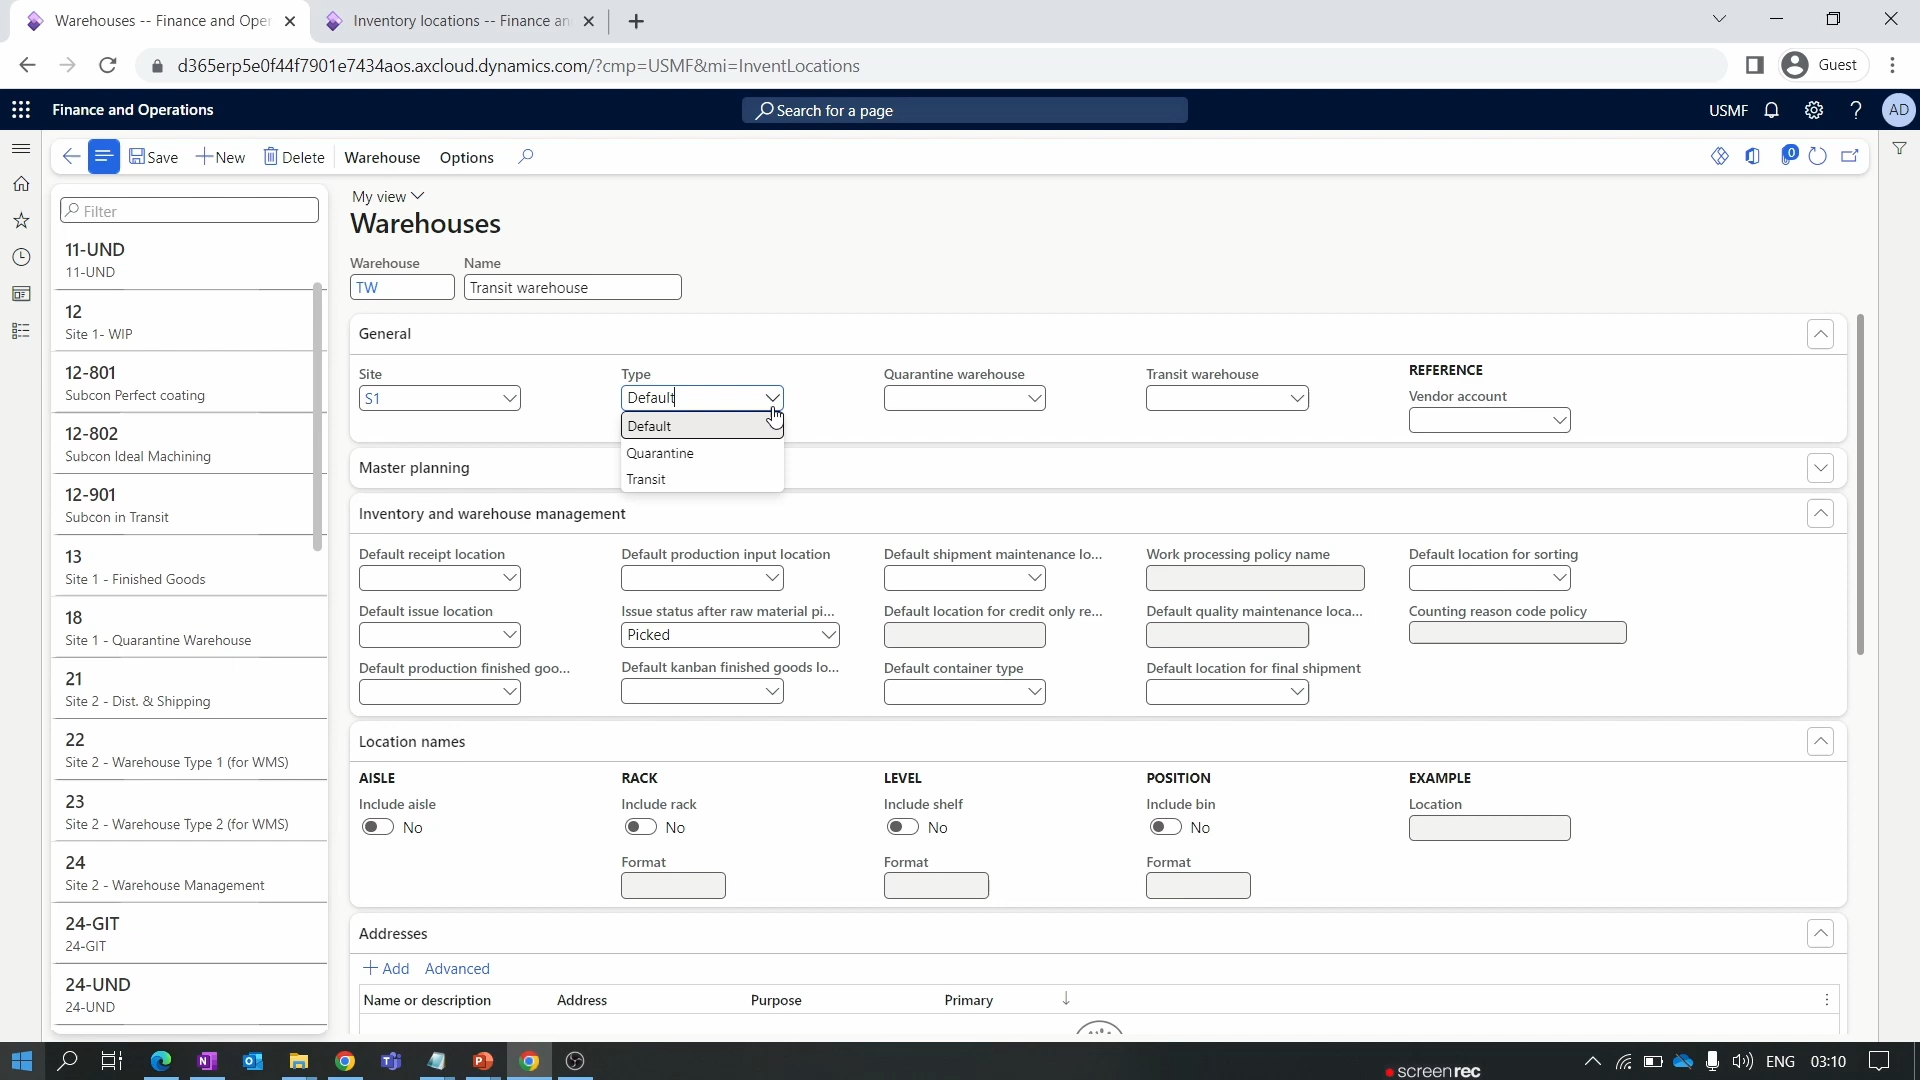 Warehouses -- Finance and Oper
Inventory locations -- Finance an
d365erp5e0f44f7901e7434aos.axcloud.dynamics.com/?cmp=USMF&mi=InventLocations
Guest
Finance and Operations
Search for a page
USMF
AD
Save
New
Delete
Warehouse
Options
0
Filter
11-UND
11-UND
12
Site 1- WIP
12-801
Subcon Perfect coating
12-802
Subcon Ideal Machining
12-901
Subcon in Transit
13
Site 1 - Finished Goods
18
Site 1 - Quarantine Warehouse
21
Site 2 - Dist. & Shipping
22
Site 2 - Warehouse Type 1 (for WMS)
23
Site 2 - Warehouse Type 2 (for WMS)
24
Site 2 - Warehouse Management
24-GIT
24-GIT
24-UND
24-UND
My view
Warehouses
Warehouse Name
TW Transit warehouse
General
Site Type Quarantine warehouse Transit warehouse REFERENCE
S1 Default Vendor account
Default
Quarantine
Transit
Master planning
Inventory and warehouse management
Default receipt location Default production input location Default shipment maintenance lo... Work processing policy name Default location for sorting
Default issue location Issue status after raw material pi... Default location for credit only re... Default quality maintenance loca... Counting reason code policy
Picked
Default production finished goo... Default kanban finished goods lo... Default container type Default location for final shipment
Location names
AISLE RACK LEVEL POSITION EXAMPLE
Include aisle Include rack Include shelf Include bin Location
No No No No
Format Format Format
Addresses
Add Advanced
Name or description Address Purpose Primary
screenrec
ENG 03:10